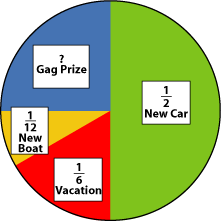 ?
Gag Prize
1/2
New Car
1/12
New
Boat
1/6
Vacation